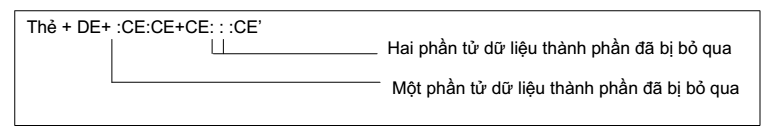 Thẻ + DE+ :CE:CE+CE: : :CE’
Hai phần tử dữ liệu thành phần đã bị bỏ qua
Một phần tử dữ liệu thành phần đã bị bỏ qua